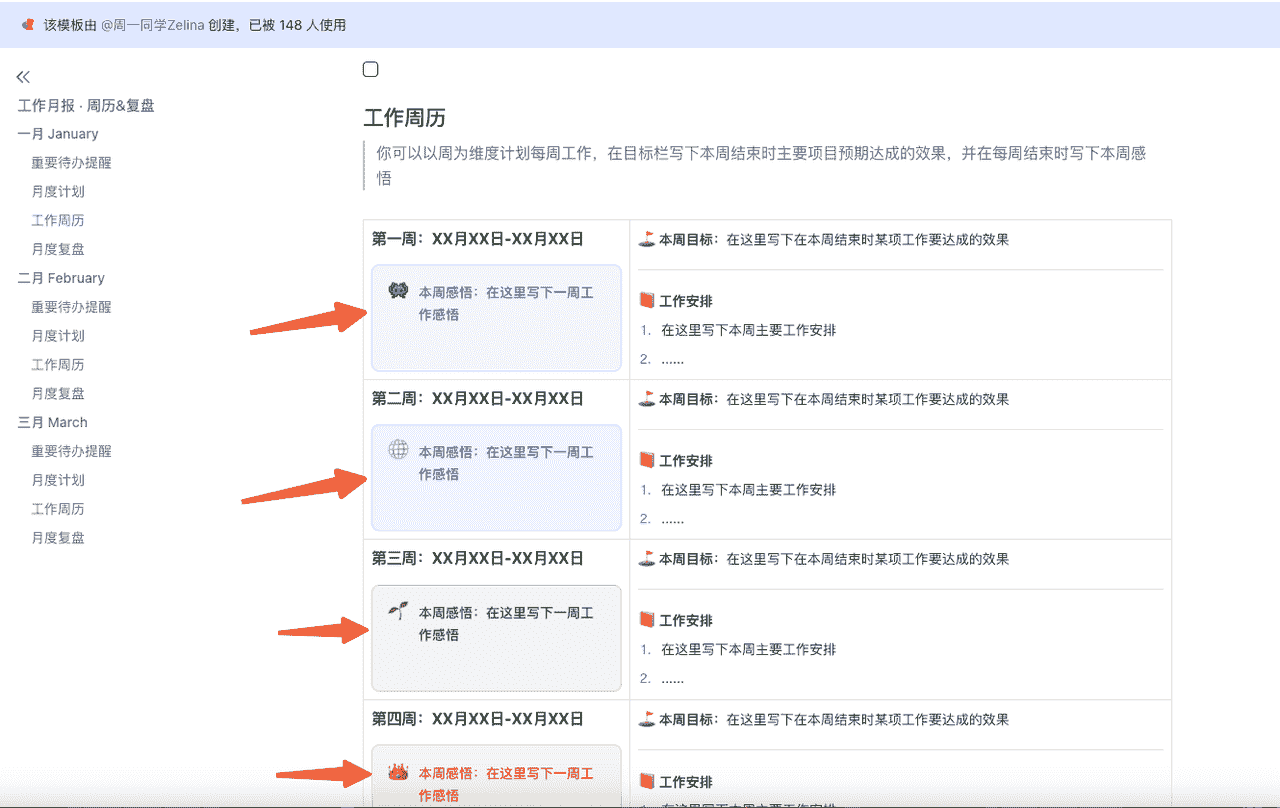 该模板由 @周一同学Zelina 创建，已被 148 人使用
工作月报 · 周历&复盘
一月 January
重要待办提醒
月度计划
工作周历
月度复盘
二月 February
重要待办提醒
月度计划
工作周历
月度复盘
三月 March
重要待办提醒
月度计划
工作周历
月度复盘
工作周历
你可以以周为维度计划每周工作，在目标栏写下本周结束时主要项目预期达成的效果，并在每周结束时写下本周感
悟
第一周：XX月XX日-XX月XX日
本周感悟：在这里写下一周工
作感悟
本周目标：在这里写下在本周结束时某项工作要达成的效果
工作安排
1. 在这里写下本周主要工作安排
2. ......
第二周：XX月XX日-XX月XX日
本周感悟：在这里写下一周工
作感悟
本周目标：在这里写下在本周结束时某项工作要达成的效果
工作安排
1. 在这里写下本周主要工作安排
2. ......
第三周：XX月XX日-XX月XX日
本周感悟：在这里写下一周工
作感悟
本周目标：在这里写下在本周结束时某项工作要达成的效果
工作安排
1. 在这里写下本周主要工作安排
2. ......
第四周：XX月XX日-XX月XX日
本周感悟：在这里写下一周工
作感悟
本周目标：在这里写下在本周结束时某项工作要达成的效果
工作安排